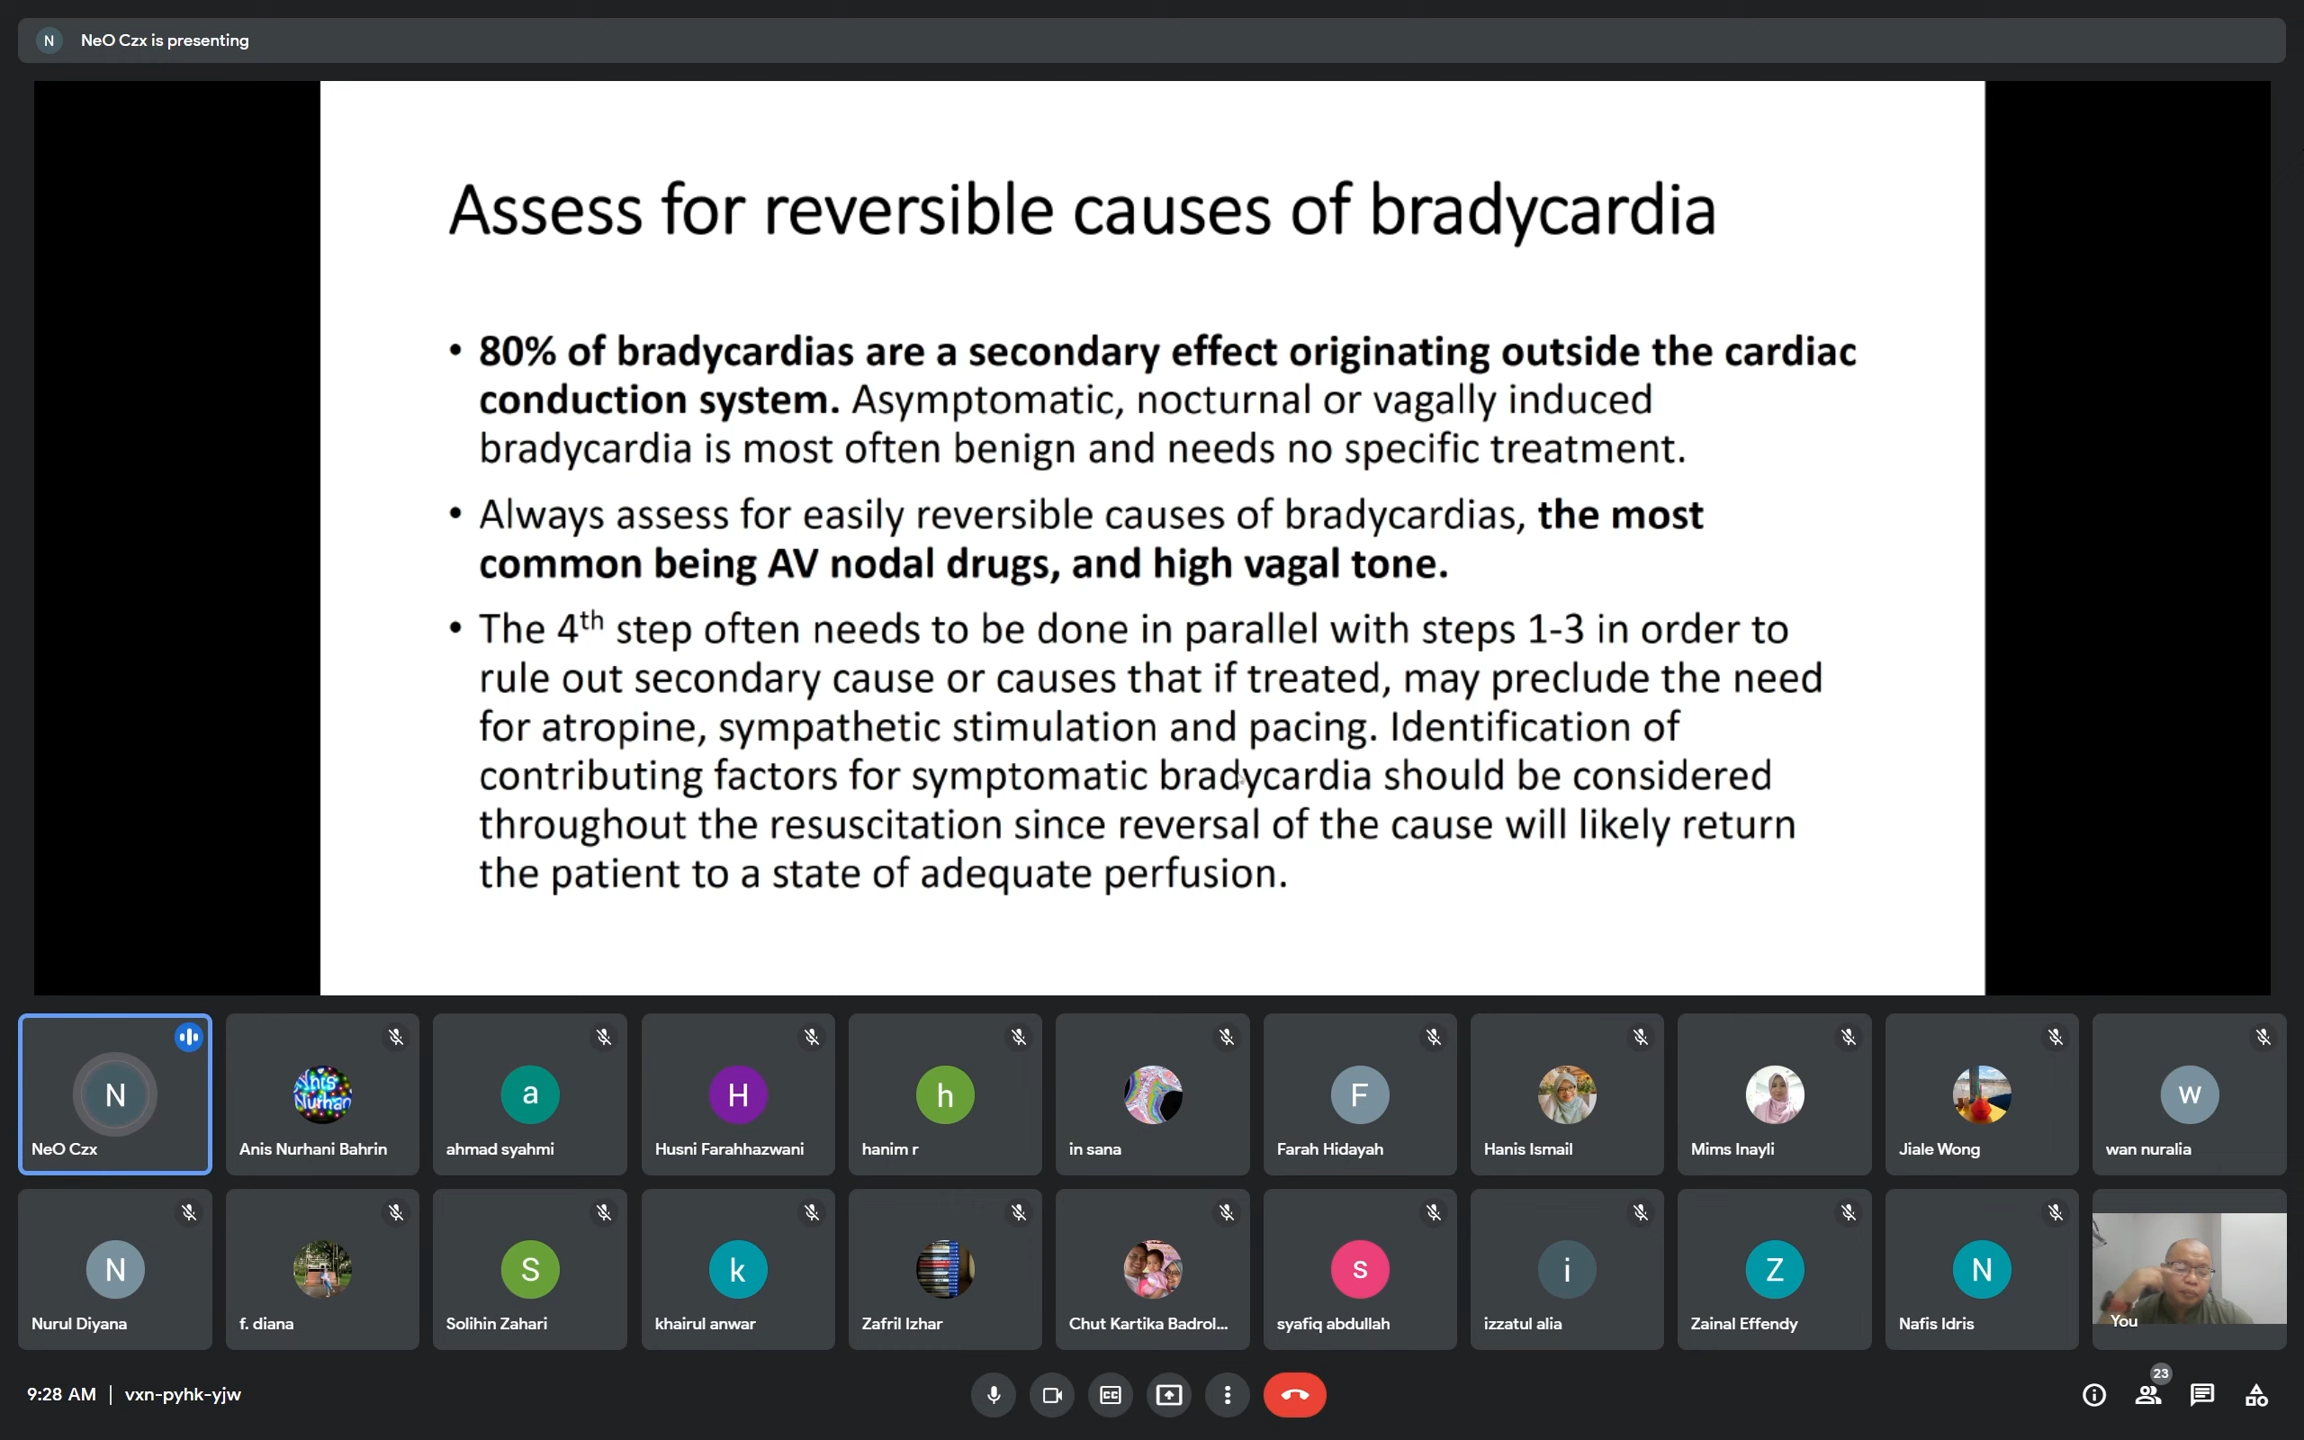 N NeO Czx is presenting
Assess for reversible causes of bradycardia
• 80% of bradycardias are a secondary effect originating outside the cardiac
conduction system. Asymptomatic, nocturnal or vagally induced
bradycardia is most often benign and needs no specific treatment.
• Always assess for easily reversible causes of bradycardias, the most
common being AV nodal drugs, and high vagal tone.
• The 4th step often needs to be done in parallel with steps 1-3 in order to
rule out secondary cause or causes that if treated, may preclude the need
for atropine, sympathetic stimulation and pacing. Identification of
contributing factors for symptomatic bradycardia should be considered
throughout the resuscitation since reversal of the cause will likely return
the patient to a state of adequate perfusion.
N Nhis Nurhan a H h F W
NeO Czx Anis Nurhani Bahrin ahmad syahmi Husni Farahhazwani hanim r in sana Farah Hidayah Hanis Ismail Mims Inayli Jiale Wong wan nuralia
N S k s i Z N
Nurul Diyana f. diana Solihin Zahari khairul anwar Zafril Izhar Chut Kartika Badrol... syafiq abdullah izzatul alia Zainal Effendy Nafis Idris You
9:28 AM | vxn-pyhk-yjw CC 23